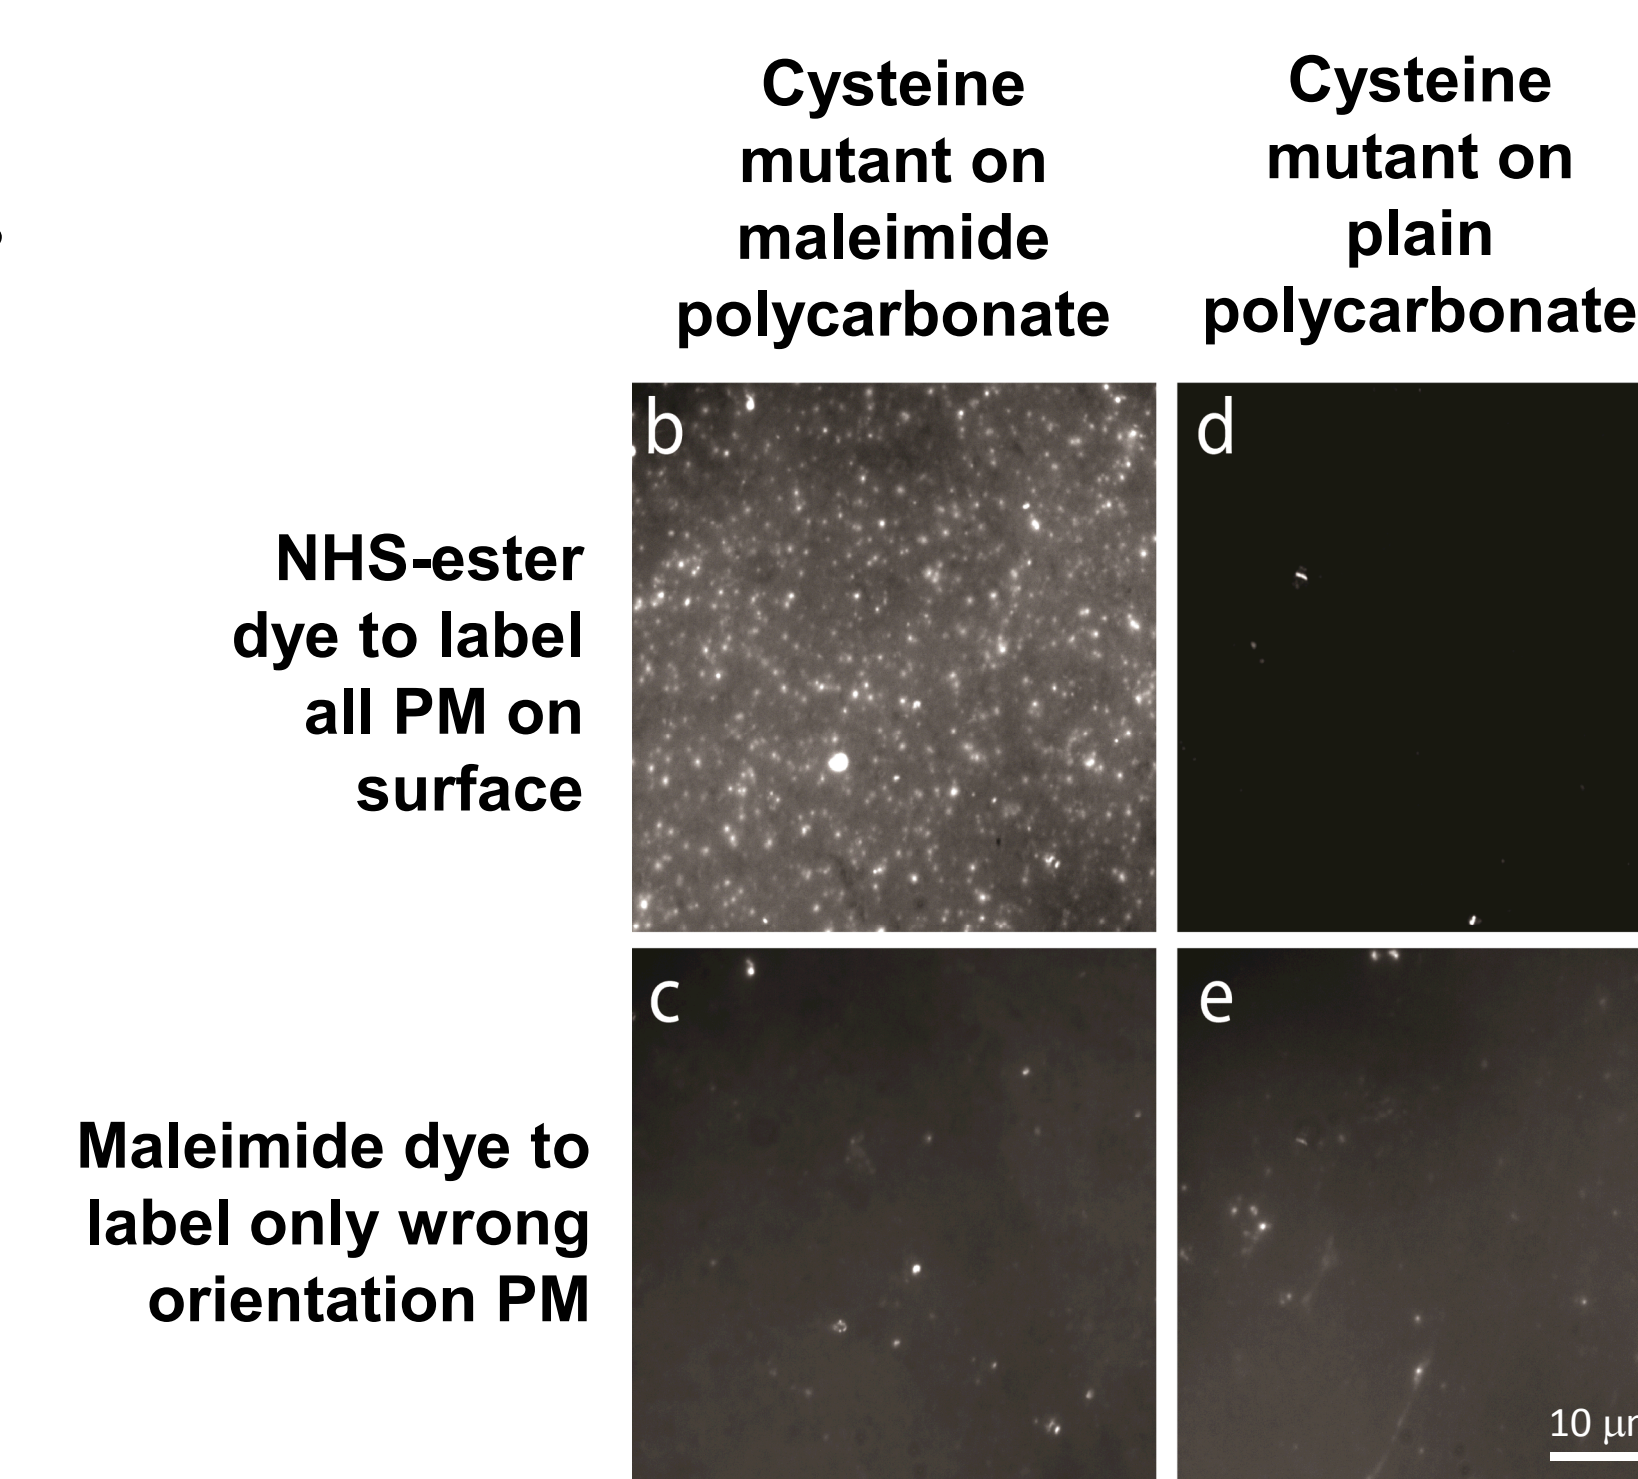 Cysteine
mutant on
maleimide
polycarbonate
Cysteine
mutant on
plain
polycarbonate
NHS-ester
dye to label
all PM on
surface
b
d
Maleimide dye to
label only wrong
orientation PM
c
e
10